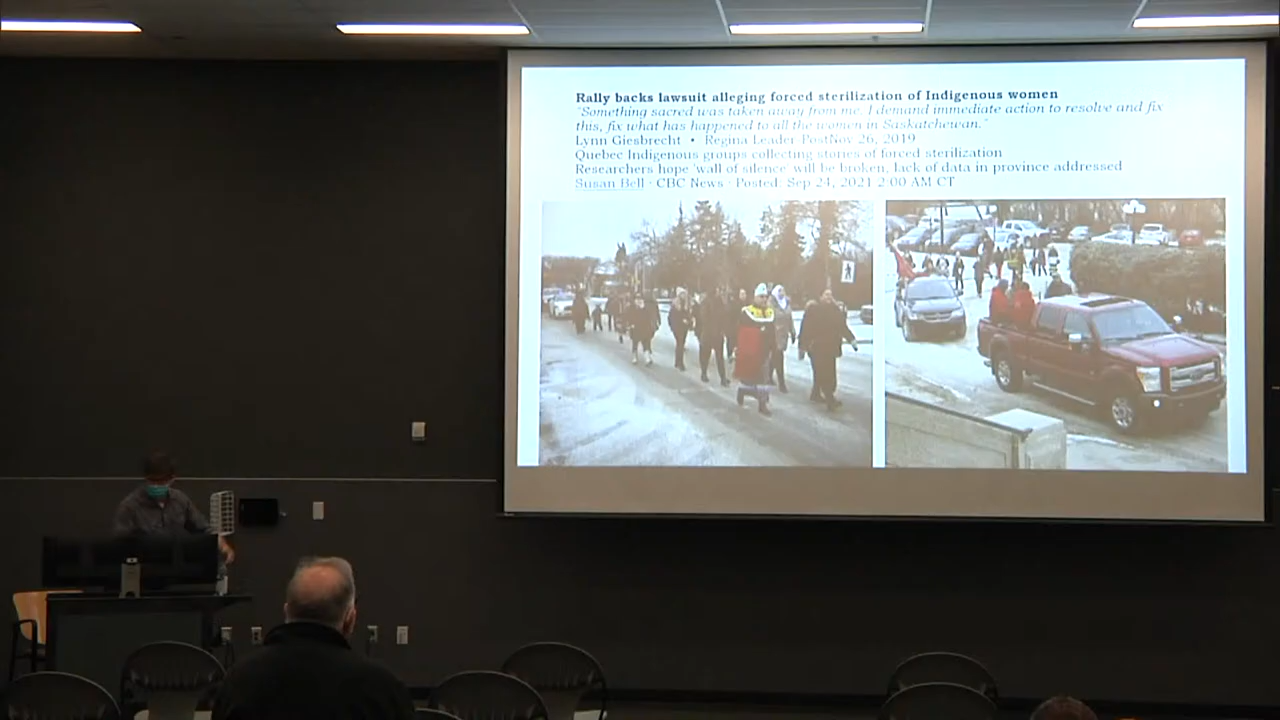 Rally backs lawsuit alleging forced sterilization of Indigenous women
"Something sacred was taken away from me. I demand immediate action to resolve and fix
this, fix what has happened to all the women in Saskatchewan."
Lynn Giesbrecht • Regina Leader PostNov 26, 2019
Quebec Indigenous groups collecting stories of forced sterilization
Researchers hope 'wall of silence' will be broken, lack of data in province addressed
Susan Bell · CBC News · Posted: Sep 24, 2021 2:00 AM CT